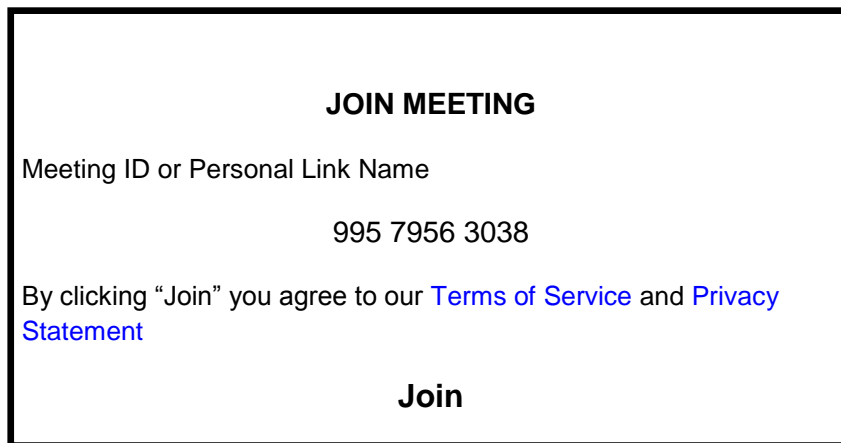 JOIN MEETING
Meeting ID or Personal Link Name
995 7956 3038
By clicking “Join” you agree to our Terms of Service and Privacy
Statement
Join